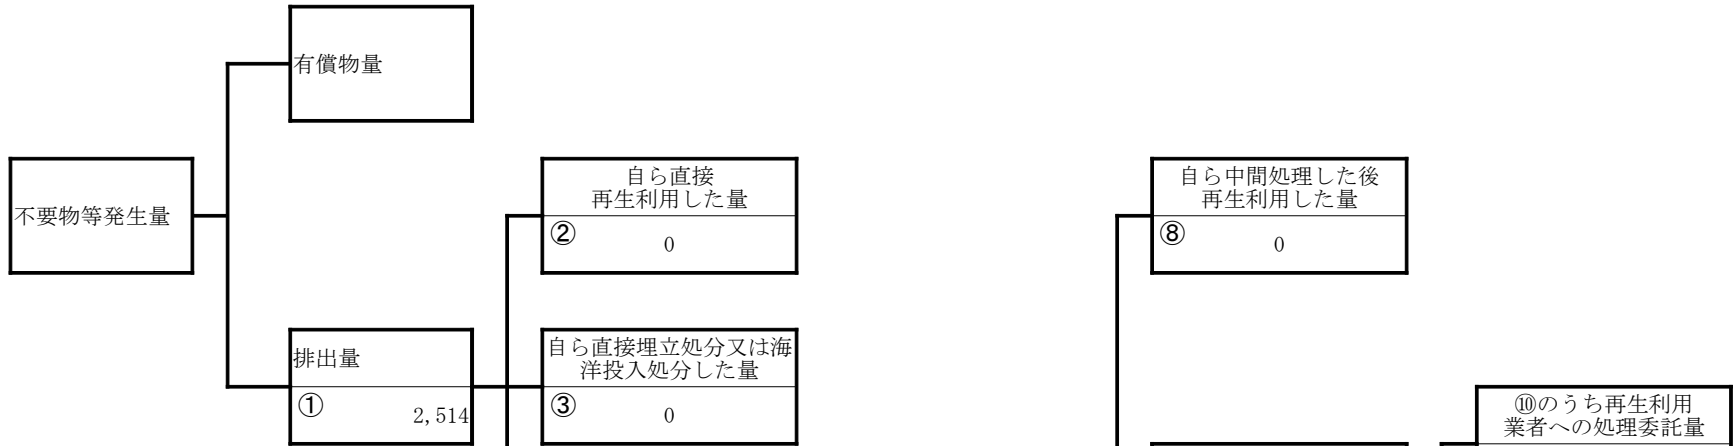 有償物量
不要物等発生量
自ら直接
再生利用した量
② 0
自ら中間処理した後
再生利用した量
⑧ 0
排出量
① 2,514
自ら直接埋立処分又は海
洋投入処分した量
③ 0
⑩のうち再生利用
業者への処理委託量